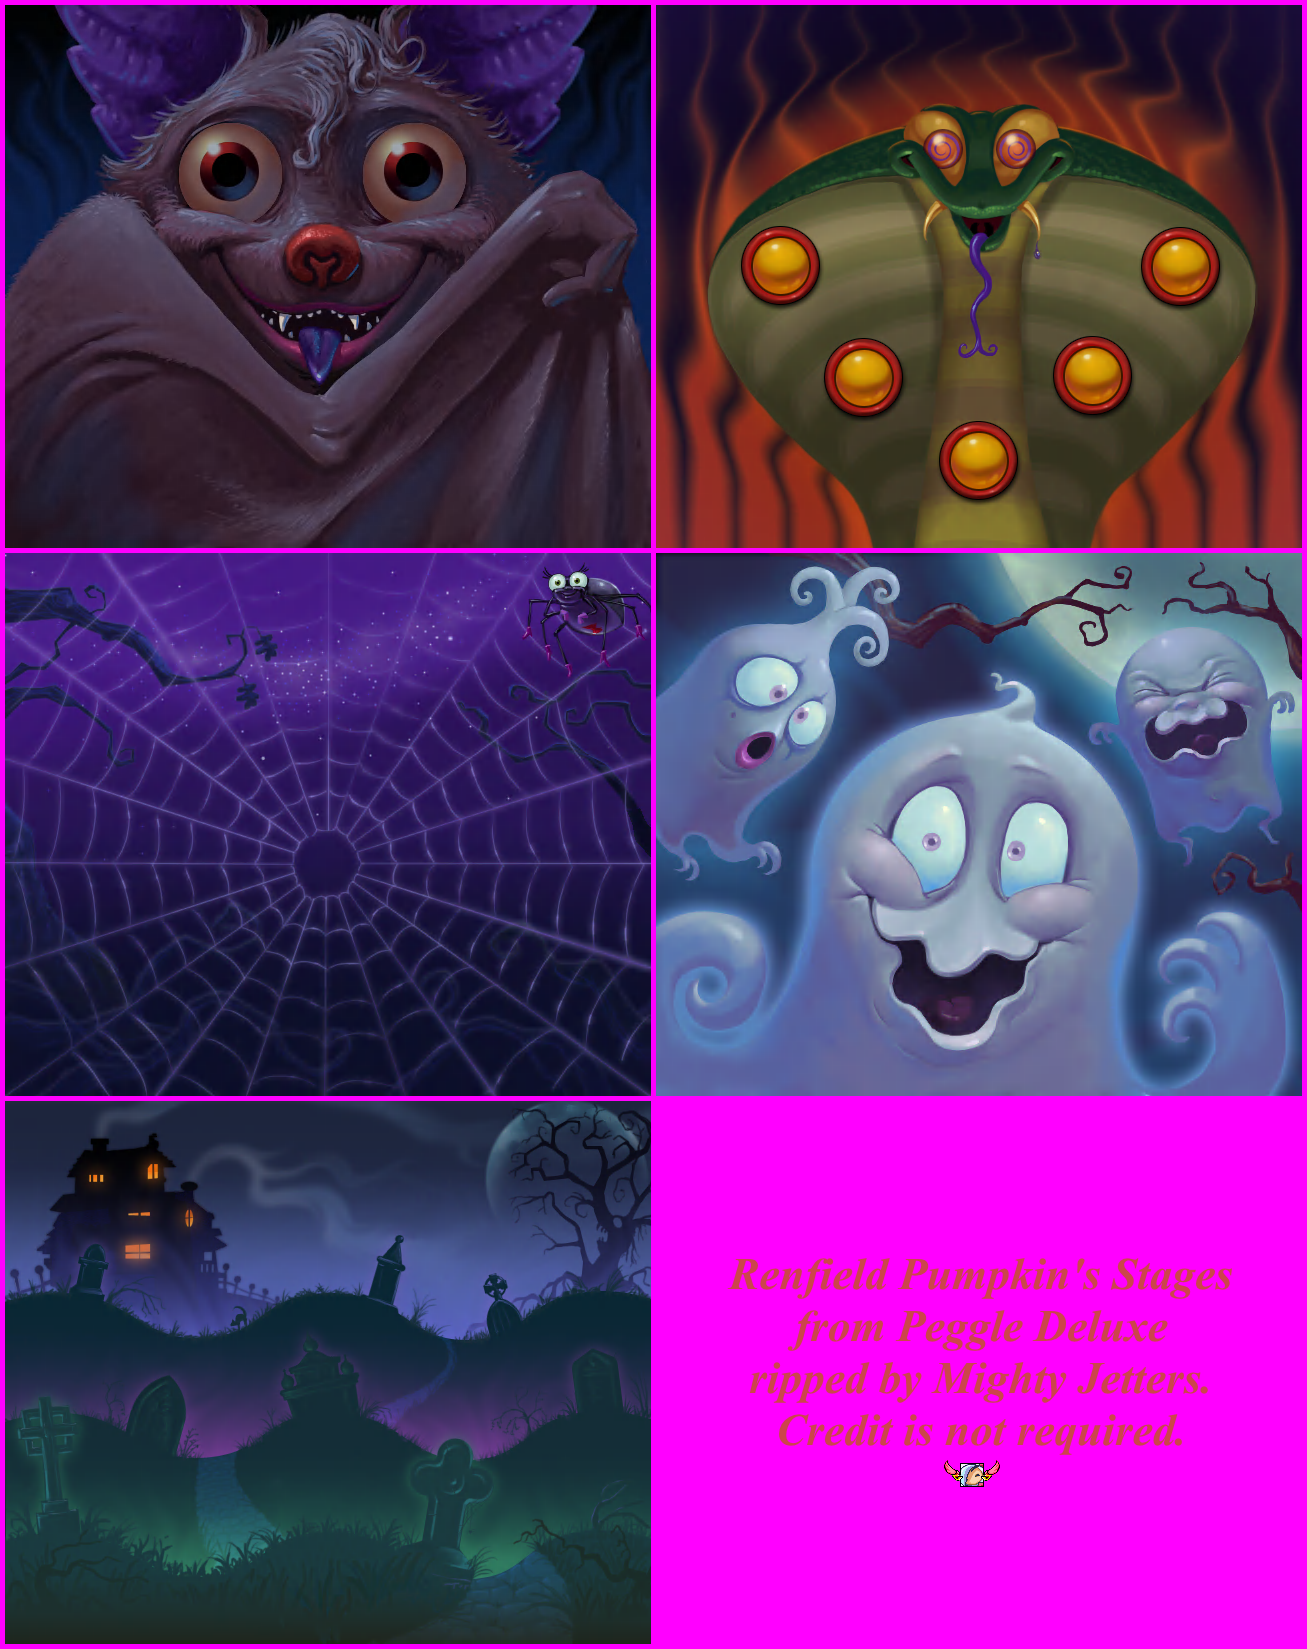 Renfield Pumpkin's Stages
from Peggle Deluxe
ripped by Mighty Jetters.
Credit is not required.